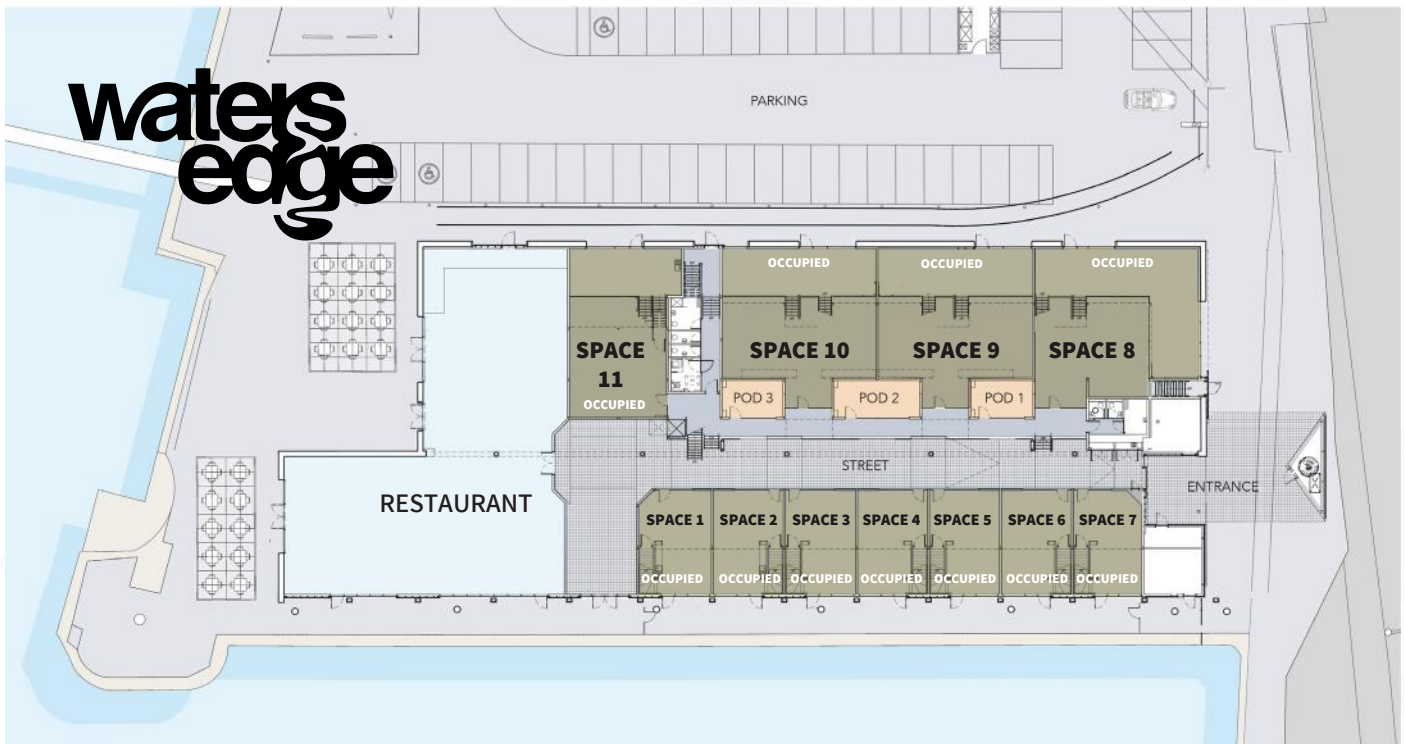 waters
edge
PARKING
OCCUPIED
OCCUPIED
OCCUPIED
SPACE
11
OCCUPIED
SPACE 10
SPACE 9
SPACE 8
POD 3
POD 2
POD 1
STREET
ENTRANCE
RESTAURANT
SPACE 1
SPACE 2
SPACE 3
SPACE 4
SPACE 5
SPACE 6
SPACE 7
OCCUPIED
OCCUPIED
OCCUPIED
OCCUPIED
OCCUPIED
OCCUPIED
OCCUPIED